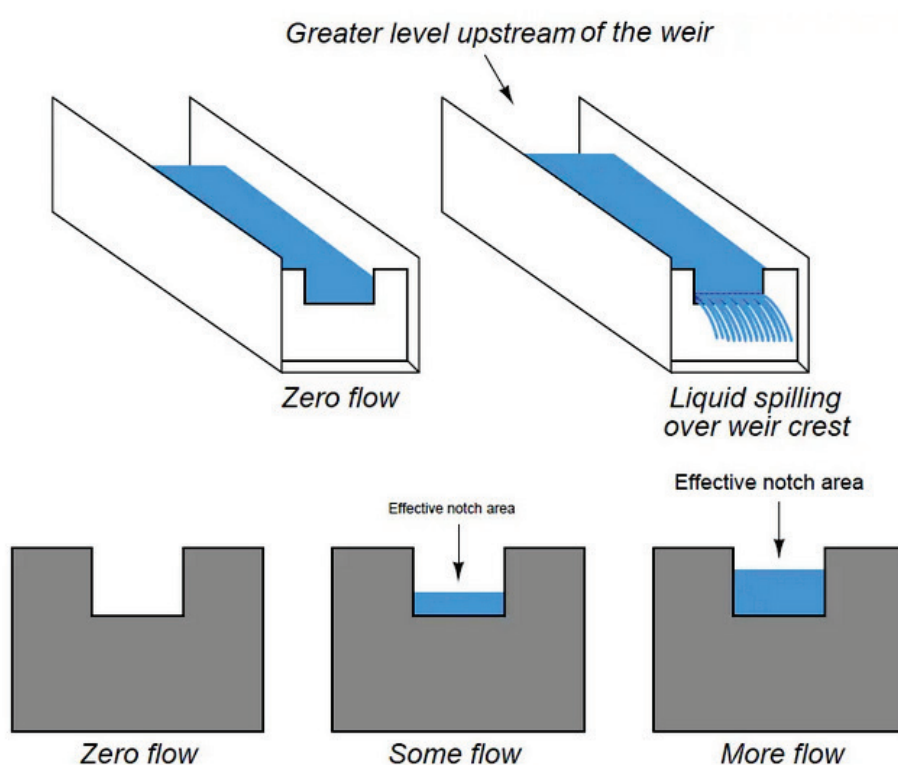 Greater level upstream of the weir
Zero flow
Liquid spilling
over weir crest
Effective notch area
Effective notch area
Zero flow
Some flow
More flow